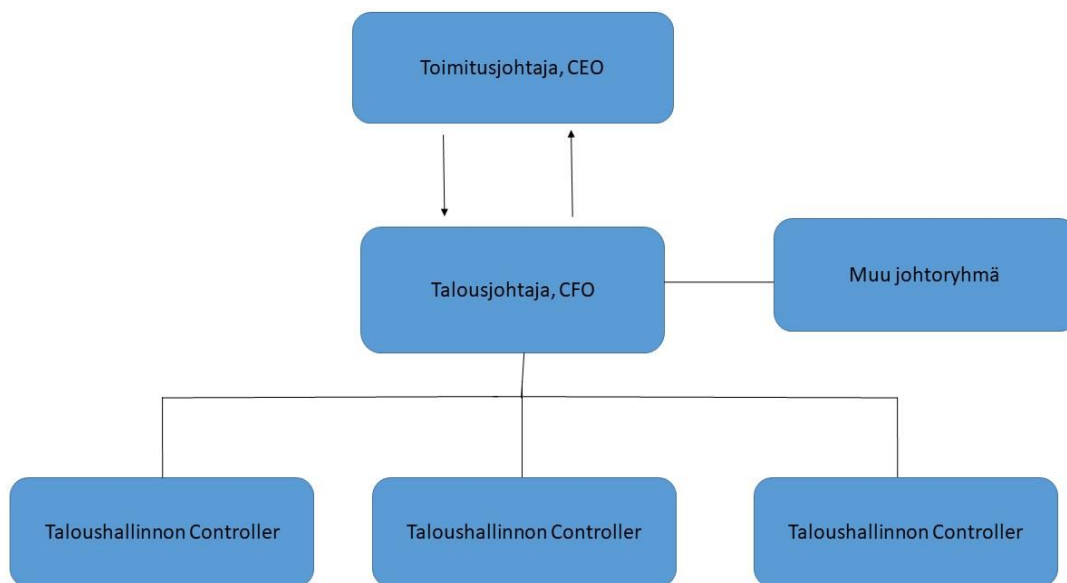 Toimitusjohtaja, CEO
Talousjohtaja, CFO
Muu johtoryhmä
Taloushallinnon Controller
Taloushallinnon Controller
Taloushallinnon Controller